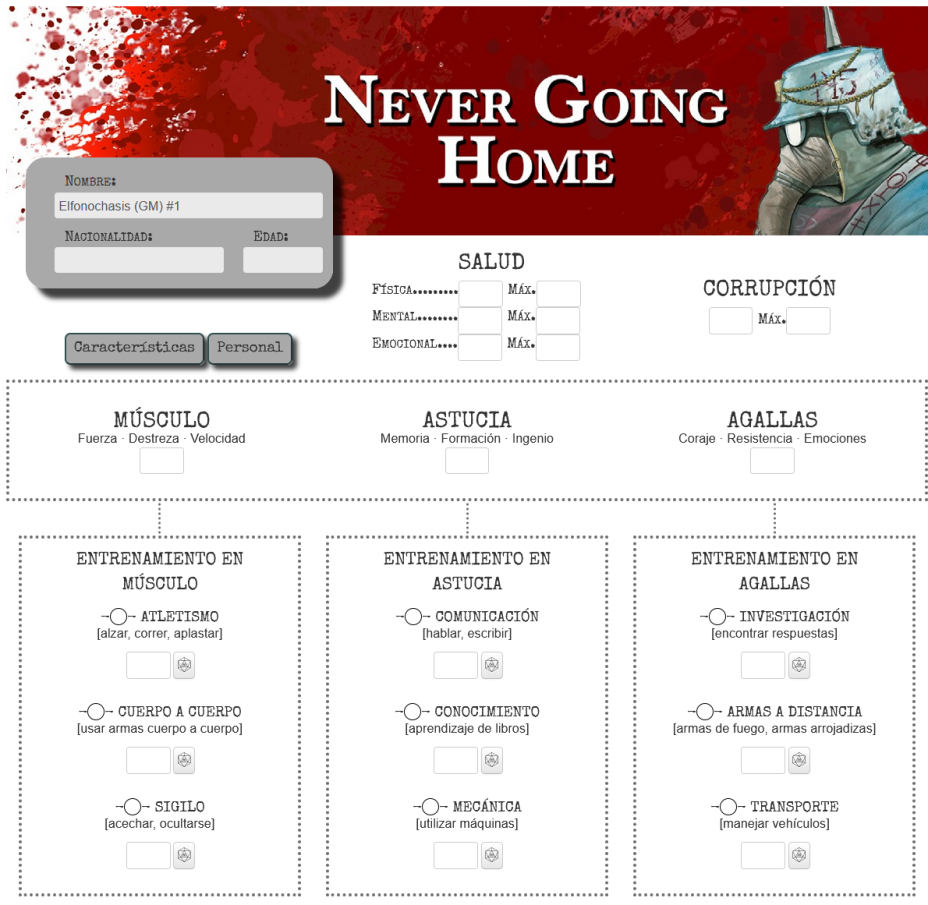 NEVER GOING
HOME
NOMBRE:
Elfonochasis (GM) #1
NACIONALIDAD: EDAD:
SALUD
FÍSICA......... MÁX.
MENTAL........ MÁX.
EMOCIONAL.... MÁX.
CORRUPCIÓN
MÁX.
Características Personal
MÚSCULO
Fuerza · Destreza · Velocidad
ASTUCIA
Memoria · Formación · Ingenio
AGALLAS
Coraje · Resistencia · Emociones
ENTRENAMIENTO EN
MÚSCULO
ATLETISMO
[alzar, correr, aplastar]
CUERPO A CUERPO
[usar armas cuerpo a cuerpo]
SIGILO
[acechar, ocultarse]
ENTRENAMIENTO EN
ASTUCIA
COMUNICACIÓN
[hablar, escribir]
CONOCIMIENTO
[aprendizaje de libros]
MECÁNICA
[utilizar máquinas]
ENTRENAMIENTO EN
AGALLAS
INVESTIGACIÓN
[encontrar respuestas]
ARMAS A DISTANCIA
[armas de fuego, armas arrojadizas]
TRANSPORTE
[manejar vehículos]